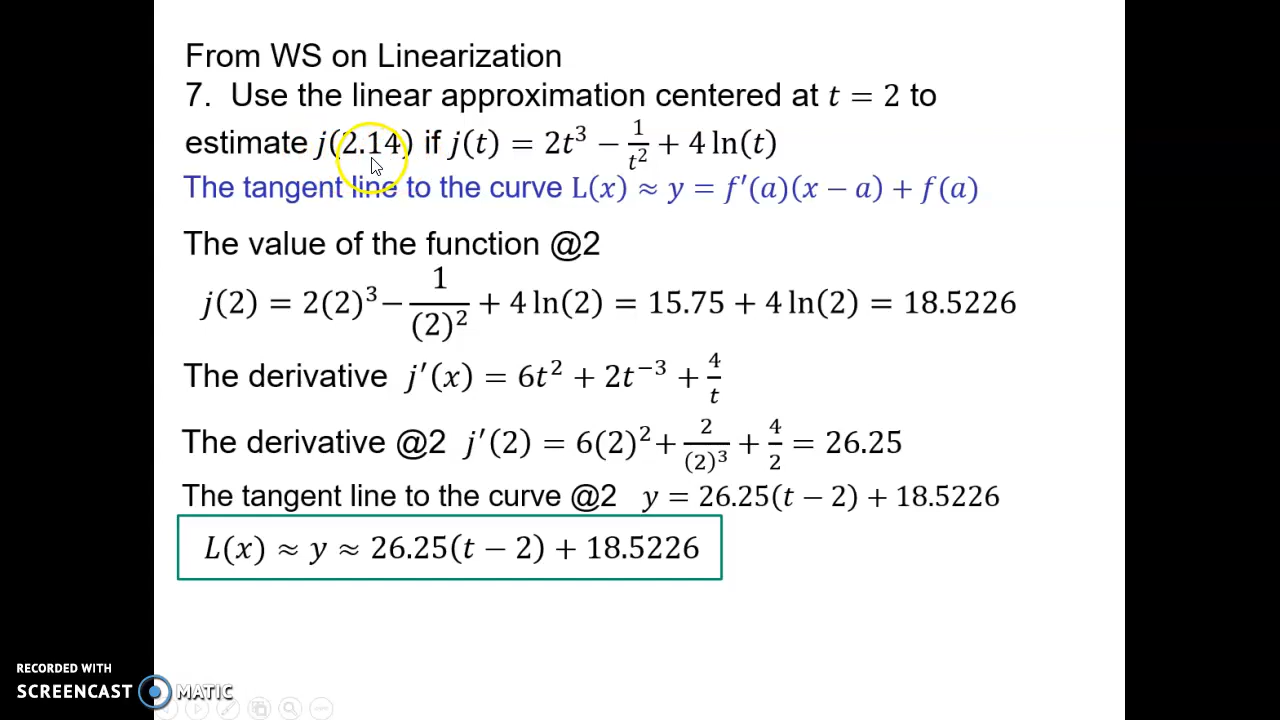 From WS on Linearization
7. Use the linear approximation centered at t = 2 to
estimate j(2.14) if j(t) = 2t³ − 1/t² + 4 ln(t)
The tangent line to the curve L(x) ≈ y = f′(a)(x − a) + f(a)
The value of the function @2
j(2) = 2(2)³− 1/(2)² + 4 ln(2) = 15.75 + 4 ln(2) = 18.5226
The derivative j′(x) = 6t² + 2t⁻³ + 4/t
The derivative @2 j′(2) = 6(2)²+ 2/(2)³ + 4/2 = 26.25
The tangent line to the curve @2 y = 26.25(t − 2) + 18.5226
L(x) ≈ y ≈ 26.25(t − 2) + 18.5226
RECORDED WITH
SCREENCAST MATIC